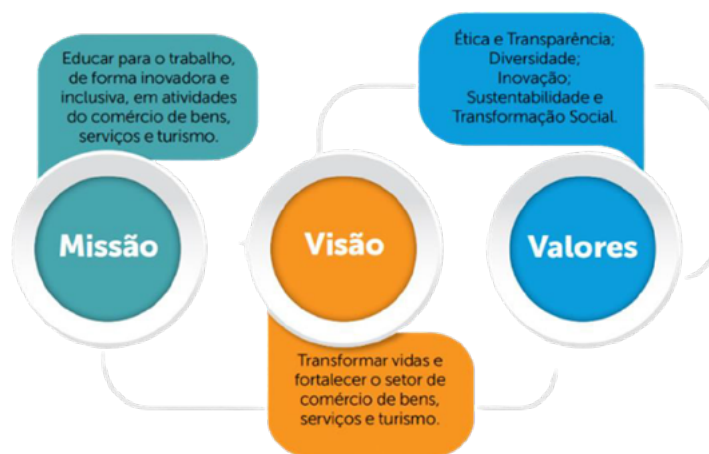 Educar para o trabalho,
de forma inovadora e
inclusiva, em atividades
do comércio de bens,
serviços e turismo.
Missão
Transformar vidas e
fortalecer o setor de
comércio de bens,
serviços e turismo.
Visão
Ética e Transparência;
Diversidade;
Inovação;
Sustentabilidade e
Transformação Social.
Valores